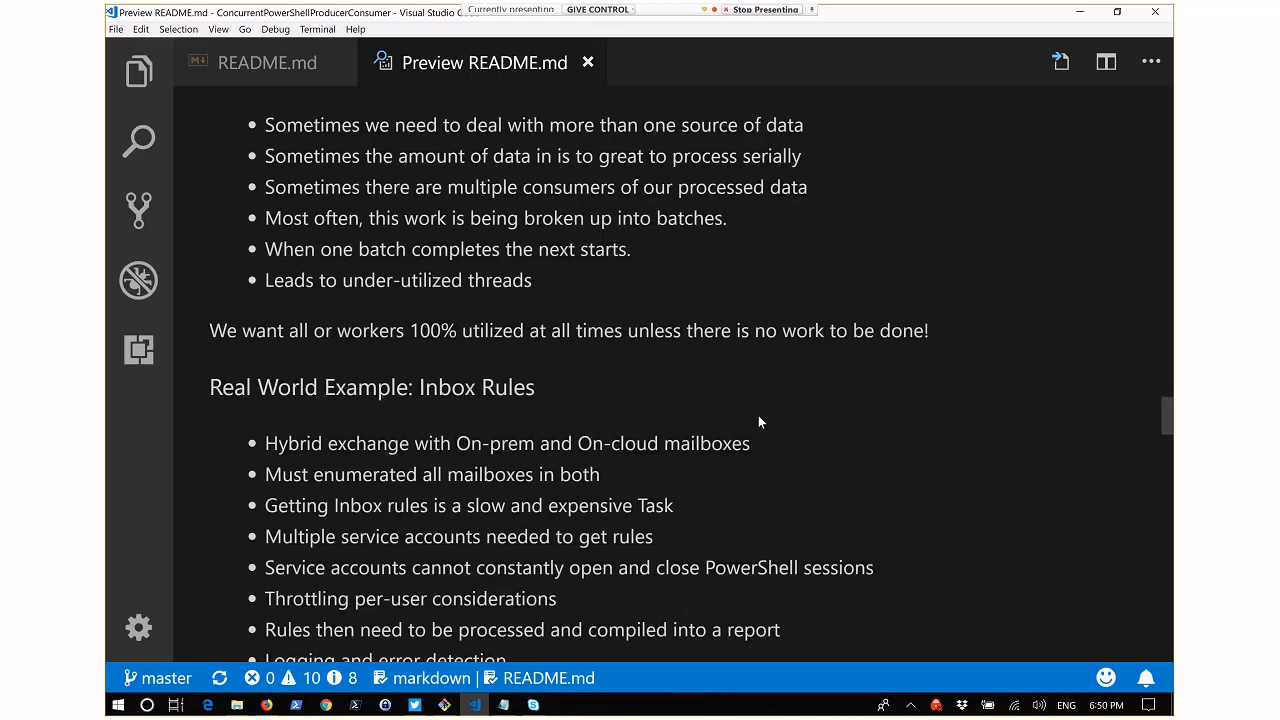 Preview README.md - ConcurrentPowerShellProducerConsumer - Visual Studio
Currently presenting GIVE CONTROL Stop Presenting
File Edit Selection View Go Debug Terminal Help
README.md Preview README.md
• Sometimes we need to deal with more than one source of data
• Sometimes the amount of data in is to great to process serially
• Sometimes there are multiple consumers of our processed data
• Most often, this work is being broken up into batches.
• When one batch completes the next starts.
• Leads to under-utilized threads
We want all or workers 100% utilized at all times unless there is no work to be done!
Real World Example: Inbox Rules
• Hybrid exchange with On-prem and On-cloud mailboxes
• Must enumerated all mailboxes in both
• Getting Inbox rules is a slow and expensive Task
• Multiple service accounts needed to get rules
• Service accounts cannot constantly open and close PowerShell sessions
• Throttling per-user considerations
• Rules then need to be processed and compiled into a report
• Logging and error detection
master 0 10 8 markdown | README.md
ENG 6:50 PM